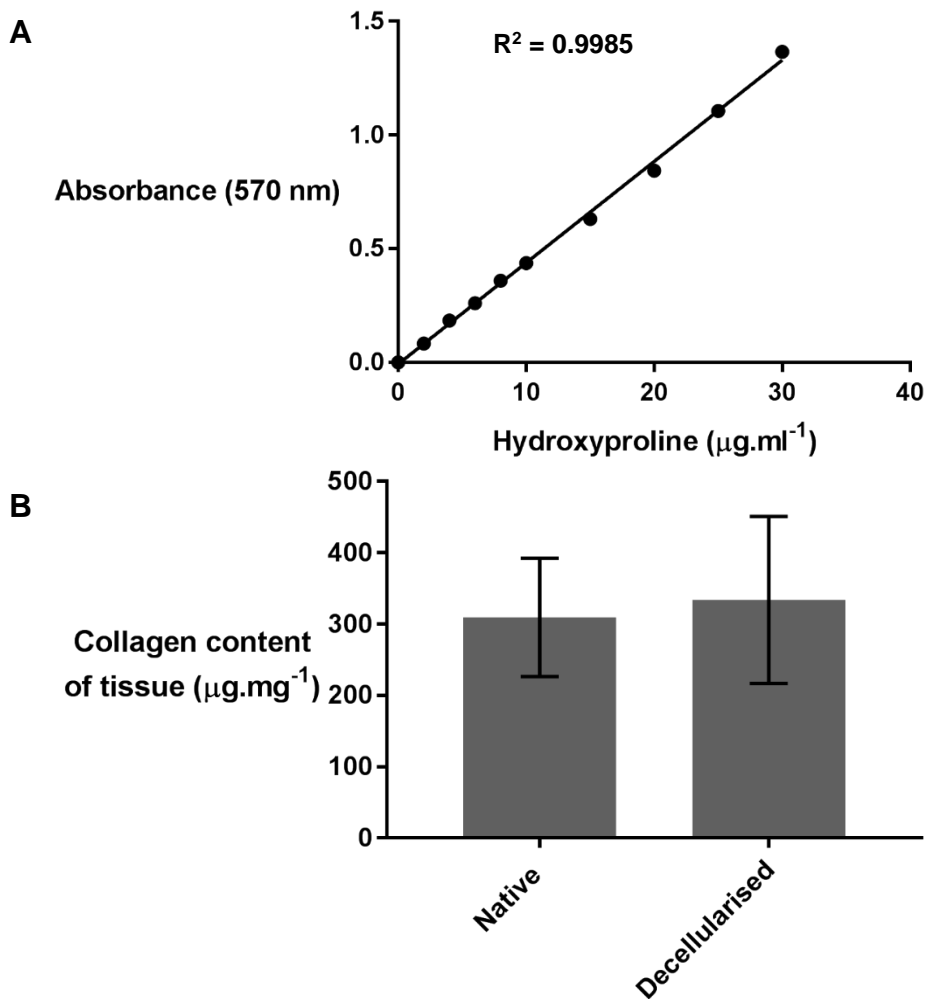 A
R² = 0.9985
1.5
1.0
0.5
0.0
Absorbance (570 nm)
0 10 20 30 40
Hydroxyproline (μg.ml⁻¹)
B
500
400
300
200
100
0
Collagen content
of tissue (μg.mg⁻¹)
Native
Decellularised